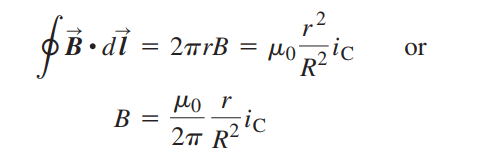 ∮ B⃗ · dl⃗ = 2πrB = μ₀ r²/R² i_C or
B = μ₀/2π r/R² i_C